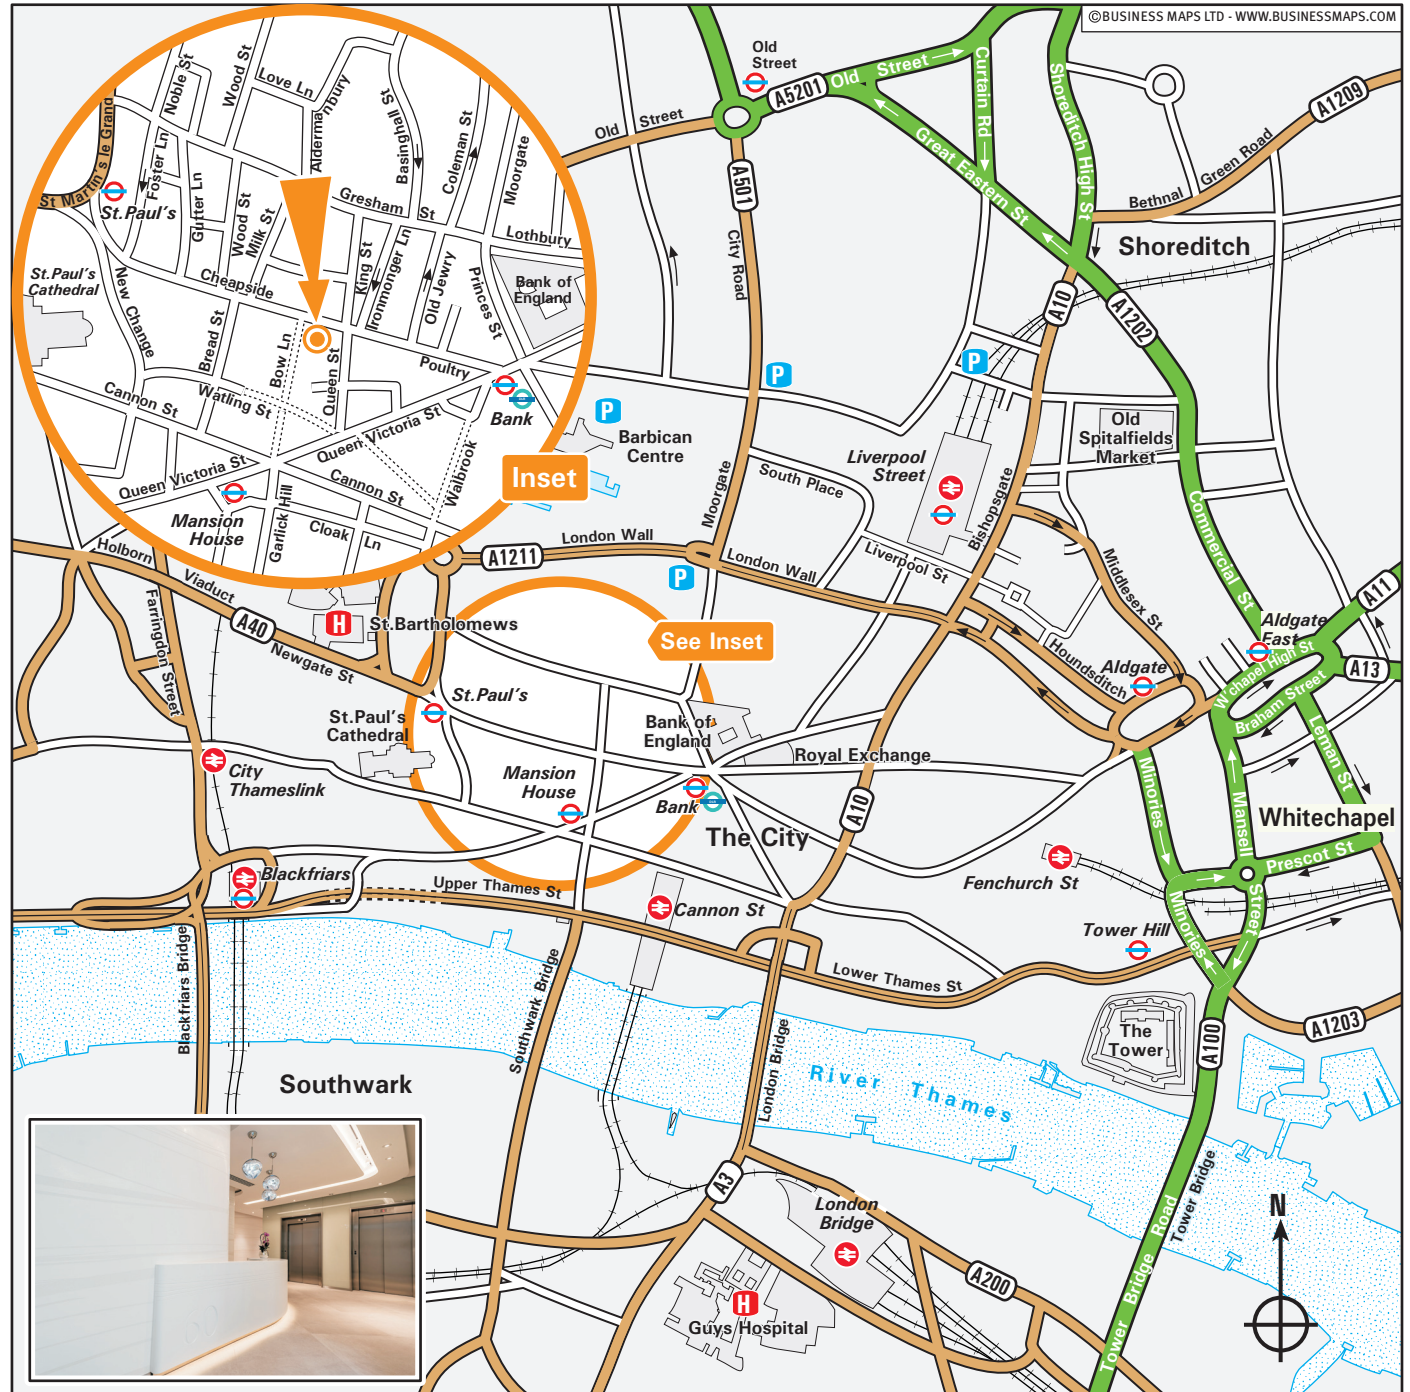 ©BUSINESS MAPS LTD - WWW.BUSINESSMAPS.COM
Old
Street
A5201
Old Street
Curtain Rd
Shoreditch High St
A1209
Old Street
Great Eastern St
Bethnal Green Road
A501
City Road
Shoreditch
A10
A1202
P
P
P
P
Love Ln
Noble St
Wood St
Aldermanbury
Basinghall St
Coleman St
Moorgate
St Martin's le Grand
Foster Ln
Gutter Ln
Wood St
Milk St
Gresham St
Lothbury
St.Paul's
St.Paul's
Cathedral
New Change
Cheapside
King St
Ironmonger Ln
Old Jewry
Princes St
Bank of
England
Bread St
Bow Ln
Queen St
Poultry
Cannon St
Watling St
Queen Victoria St
Bank
Queen Victoria St
Cannon St
Walbrook
Mansion
House
Garlick Hill
Cloak Ln
Inset
Barbican
Centre
Moorgate
South Place
Liverpool
Street
Bishopsgate
Old
Spitalfields
Market
Commercial St
Holborn Viaduct
A1211
London Wall
London Wall
Liverpool St
Middlesex St
Houndsditch
Farringdon Street
A40
Newgate St
H
St.Bartholomews
See Inset
Aldgate
East
Aldgate
A11
A13
W'chapel High St
Braham Street
Leman St
St.Paul's
St.Paul's
Cathedral
Bank of
England
Royal Exchange
City
Thameslink
Mansion
House
Bank
The City
A10
Minories
Mansell Street
Whitechapel
Prescot St
Fenchurch St
Blackfriars
Upper Thames St
Cannon St
Minories
Tower Hill
Lower Thames St
Blackfriars Bridge
Southwark Bridge
London Bridge
The
Tower
A100
A1203
River Thames
Southwark
A3
London
Bridge
Tower Bridge
Tower Bridge Road
N
A200
H
Guys Hospital